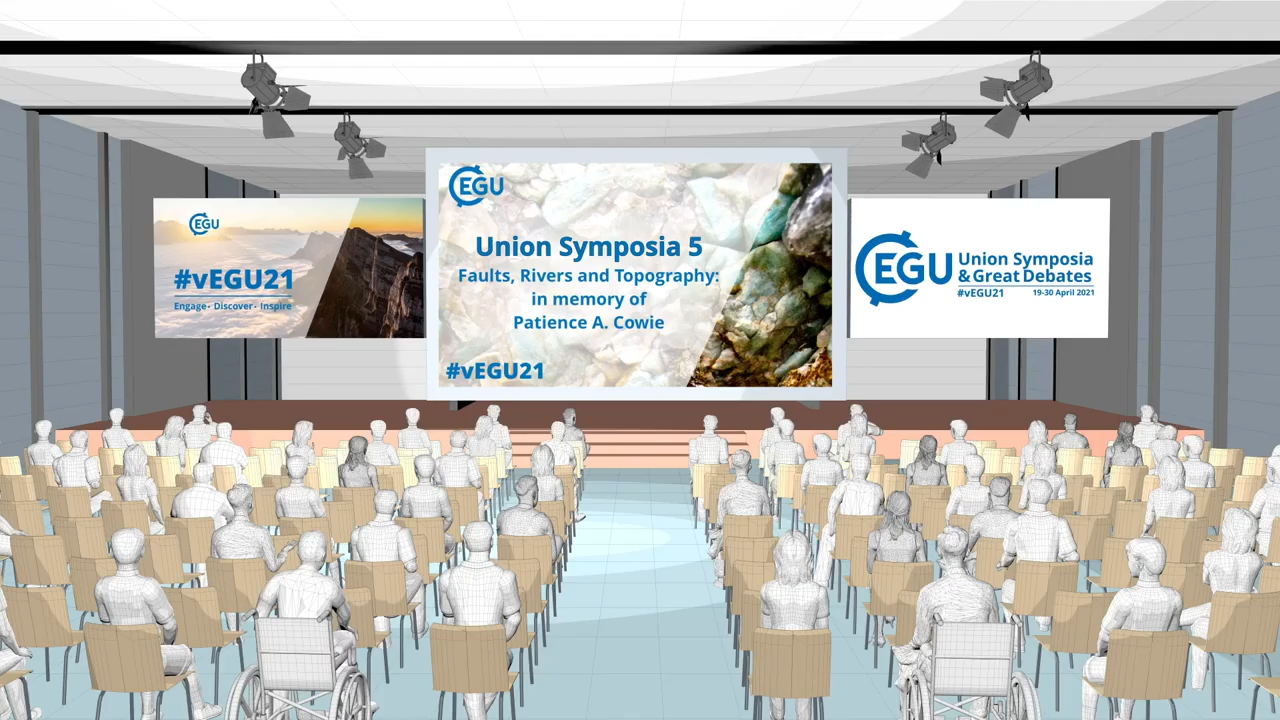 EGU
#vEGU21
Engage· Discover· Inspire
EGU
Union Symposia 5
Faults, Rivers and Topography:
in memory of
Patience A. Cowie
#vEGU21
EGU
Union Symposia
& Great Debates
#vEGU21 19-30 April 2021